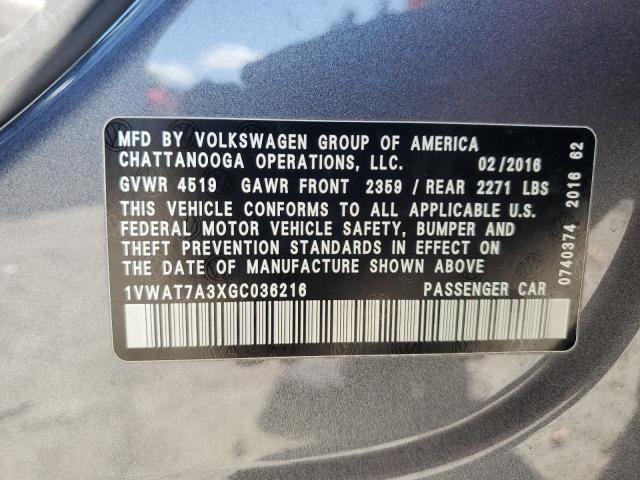 MFD BY VOLKSWAGEN GROUP OF AMERICA
CHATTANOOGA OPERATIONS, LLC. 02/2016
GVWR 4519 GAWR FRONT 2359 / REAR 2271 LBS
THIS VEHICLE CONFORMS TO ALL APPLICABLE U.S.
FEDERAL MOTOR VEHICLE SAFETY, BUMPER AND
THEFT PREVENTION STANDARDS IN EFFECT ON
THE DATE OF MANUFACTURE SHOWN ABOVE
1VWAT7A3XGC036216 PASSENGER CAR
0740374 2016 62